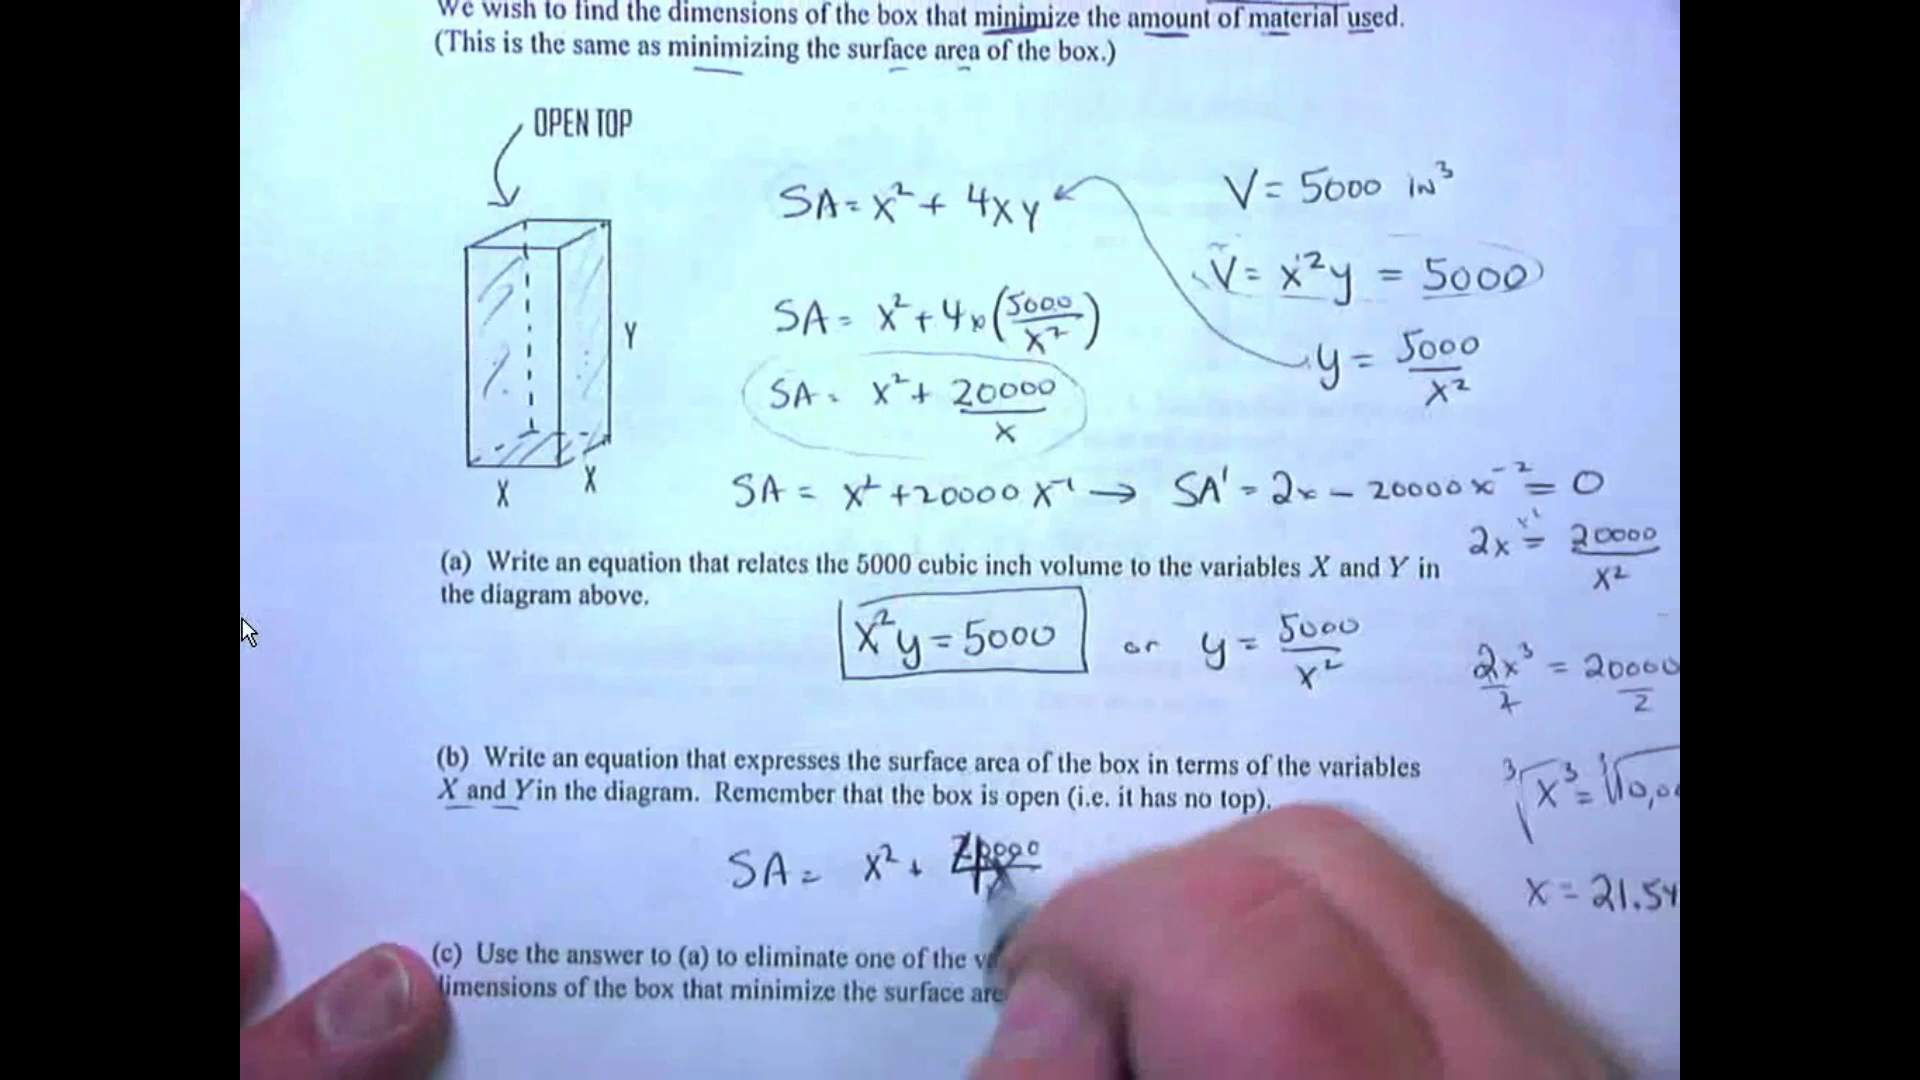 We wish to find the dimensions of the box that minimize the amount of material used.
(This is the same as minimizing the surface area of the box.)
OPEN TOP
SA = x² + 4xy
V = 5000 in³
V = x²y = 5000
SA = x² + 4x(5000/x²)
y = 5000/x²
SA = x² + 20000/x
Y
X
X
SA = x² + 20000 x⁻¹ → SA' = 2x - 20000x⁻² = 0
2x = 20000/x²
(a) Write an equation that relates the 5000 cubic inch volume to the variables X and Y in
the diagram above.
x²y = 5000 or y = 5000/x²
2x³/2 = 20000/2
(b) Write an equation that expresses the surface area of the box in terms of the variables
X and Y in the diagram. Remember that the box is open (i.e. it has no top).
³√x³ = ³√10,00
SA = x² +
x = 21.54
(c) Use the answer to (a) to eliminate one of the
dimensions of the box that minimize the surface